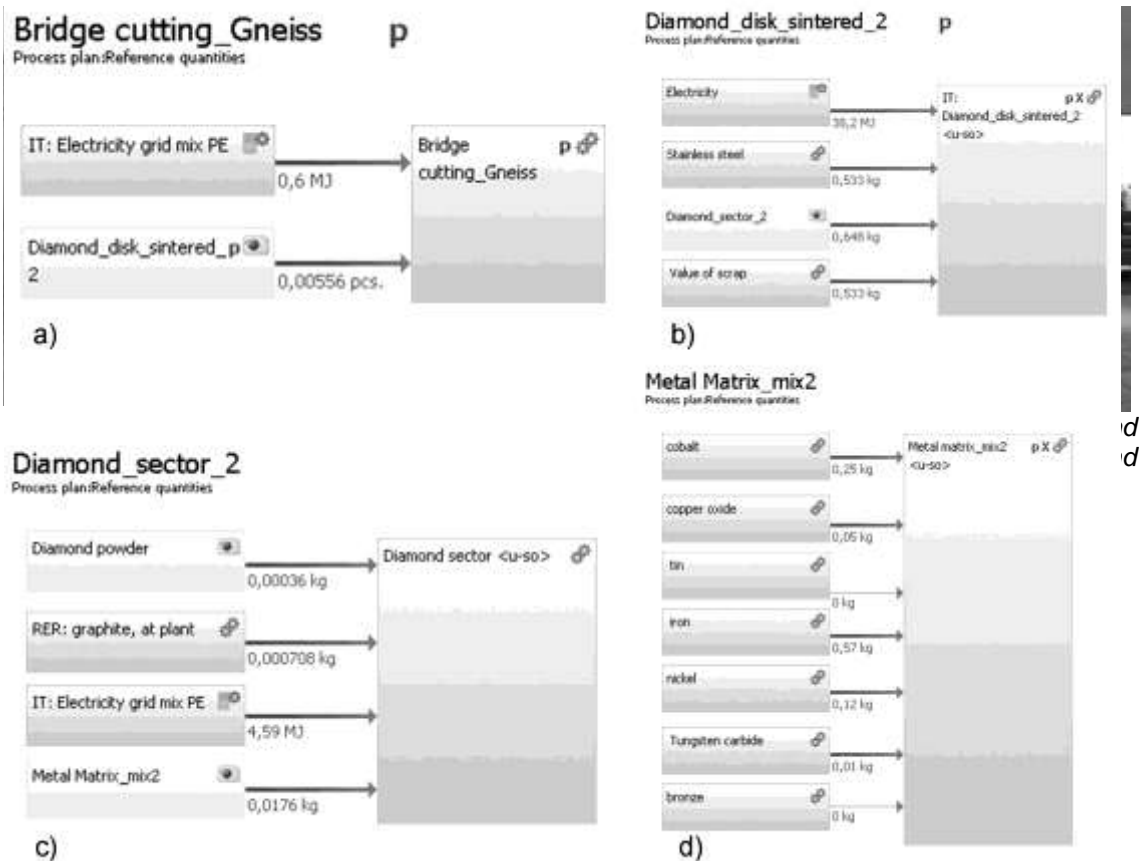 Bridge cutting_Gneiss p
Process plan:Reference quantities
IT: Electricity grid mix PE
0,6 MJ
Diamond_disk_sintered_p
2
0,00556 pcs.
Bridge p
cutting_Gneiss
a)
Diamond_disk_sintered_2 p
Process plan:Reference quantities
Electricity
38,2 MJ
Stainless steel
0,533 kg
Diamond_sector_2
0,648 kg
Value of scrap
0,533 kg
IT: p X
Diamond_disk_sintered_2
<u-so>
b)
Diamond_sector_2
Process plan:Reference quantities
Diamond powder
0,00036 kg
RER: graphite, at plant
0,000708 kg
IT: Electricity grid mix PE
4,59 MJ
Metal Matrix_mix2
0,0176 kg
Diamond sector <u-so>
c)
Metal Matrix_mix2
Process plan:Reference quantities
cobalt
0,25 kg
copper oxide
0,05 kg
tin
0 kg
iron
0,57 kg
nickel
0,12 kg
Tungsten carbide
0,01 kg
bronze
0 kg
Metal matrix_mix2 p X
<u-so>
d)